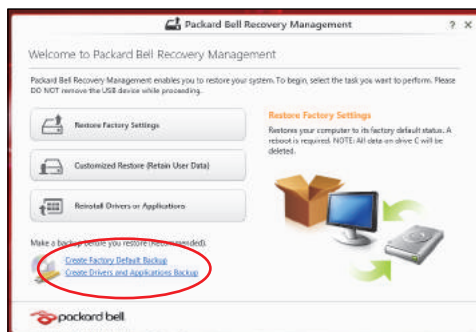 Packard Bell Recovery Management
? X
Welcome to Packard Bell Recovery Management
Packard Bell Recovery Management enables you to restore your system. To begin, select the task you want to perform. Please
DO NOT remove the USB device while proceeding.
Restore Factory Settings
Customized Restore (Retain User Data)
Reinstall Drivers or Applications
Restore Factory Settings
Restores your computer to its factory default status. A
reboot is required. NOTE: All data on drive C will be
deleted.
Make a backup before you restore (Recommended).
Create Factory Default Backup
Create Drivers and Applications Backup
packard bell